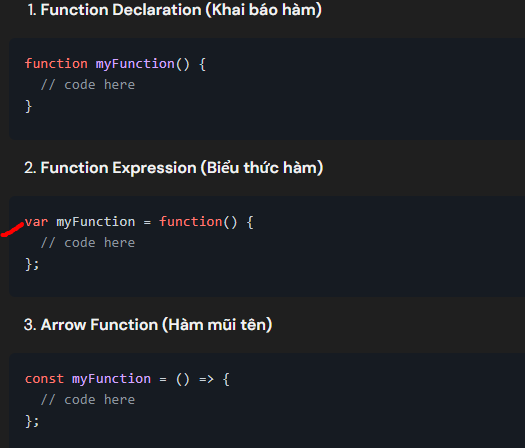 1. Function Declaration (Khai báo hàm)
function myFunction() {
  // code here
}
2. Function Expression (Biểu thức hàm)
var myFunction = function() {
  // code here
};
3. Arrow Function (Hàm mũi tên)
const myFunction = () => {
  // code here
};